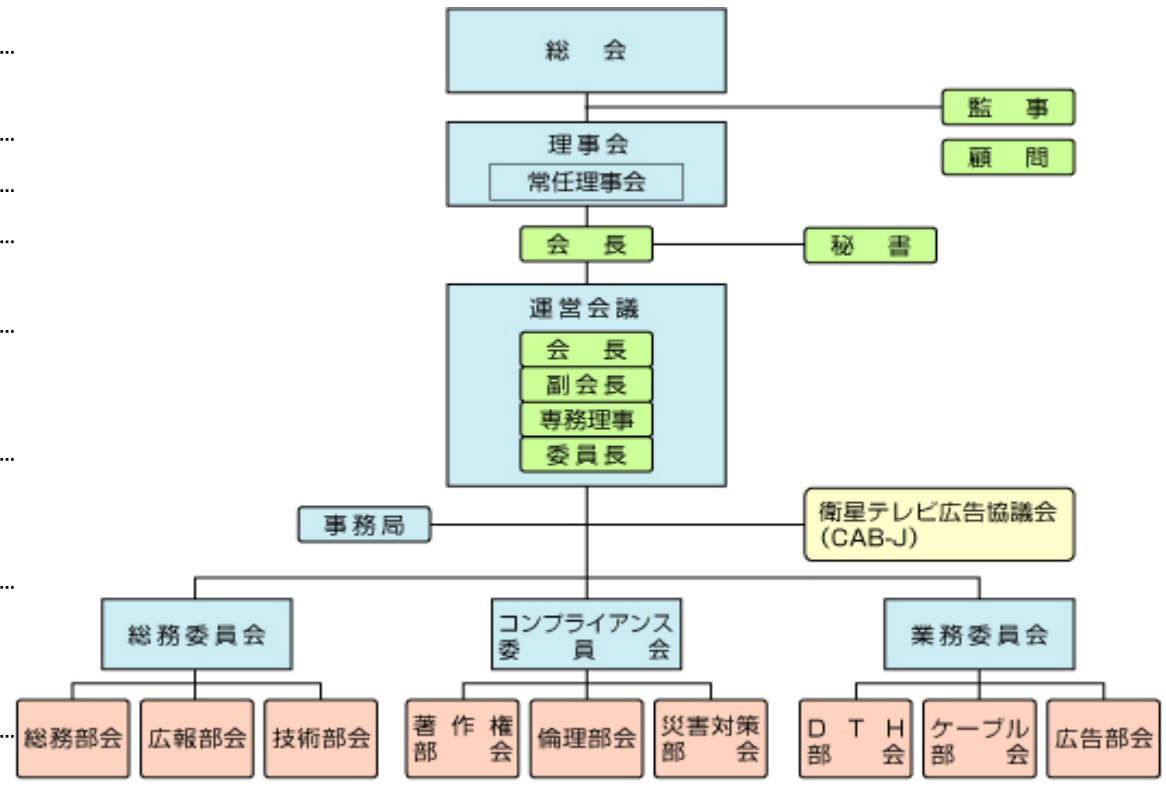 ...
総 会
監 事
...
理事会
顧 問
...
常任理事会
...
会 長
秘 書
...
運営会議
会 長
副会長
専務理事
...
委員長
事務局
衛星テレビ広告協議会
(CAB-J)
...
総務委員会
コンプライアンス
委 員 会
業務委員会
...
総務部会
広報部会
技術部会
著 作 権
部 会
倫理部会
災害対策
部 会
D T H
部 会
ケーブル
部 会
広告部会